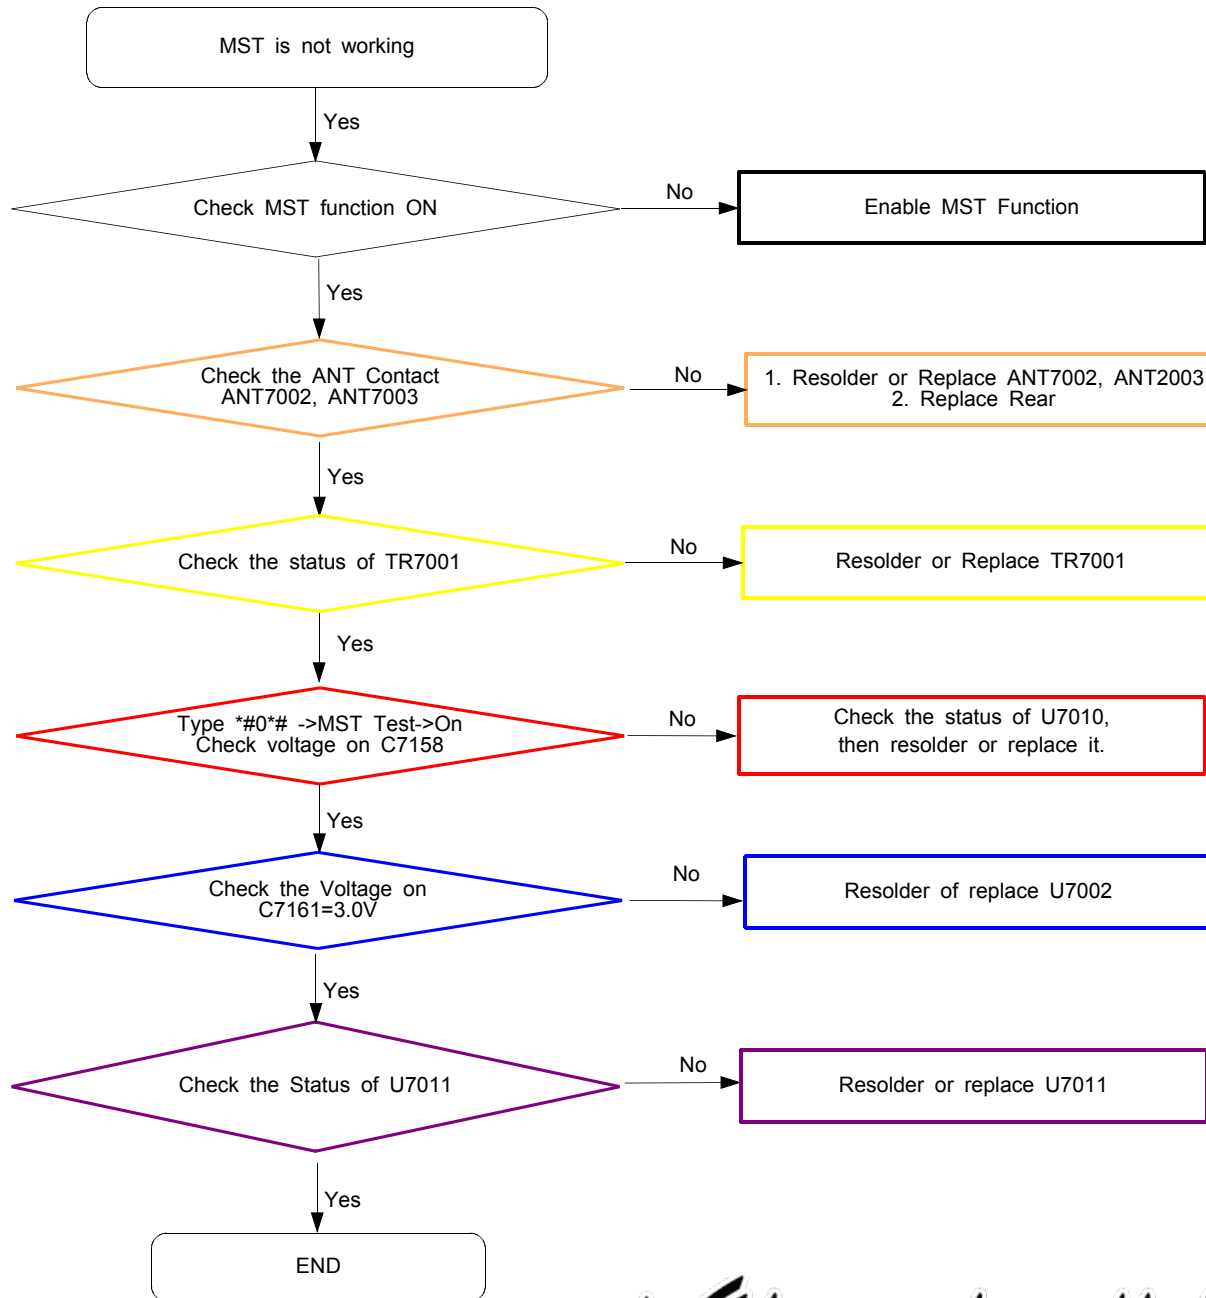 MST is not working
Yes
Check MST function ON
No
Enable MST Function
Yes
Check the ANT Contact
ANT7002, ANT7003
No
1. Resolder or Replace ANT7002, ANT2003
2. Replace Rear
Yes
Check the status of TR7001
No
Resolder or Replace TR7001
Yes
Type *#0*# ->MST Test->On
Check voltage on C7158
No
Check the status of U7010,
then resolder or replace it.
Yes
Check the Voltage on
C7161=3.0V
No
Resolder of replace U7002
Yes
Check the Status of U7011
No
Resolder or replace U7011
Yes
END